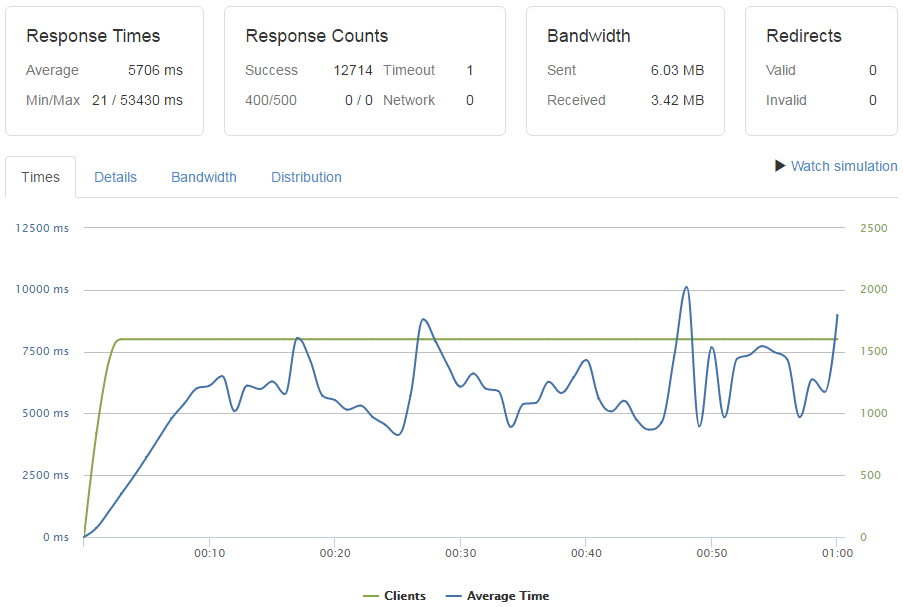 Response Times
Average 5706 ms
Min/Max 21 / 53430 ms
Response Counts
Success 12714 Timeout 1
400/500 0 / 0 Network 0
Bandwidth
Sent 6.03 MB
Received 3.42 MB
Redirects
Valid 0
Invalid 0
Times Details Bandwidth Distribution
Watch simulation
12500 ms 2500
10000 ms 2000
7500 ms 1500
5000 ms 1000
2500 ms 500
0 ms 0
00:10 00:20 00:30 00:40 00:50 01:00
Clients Average Time